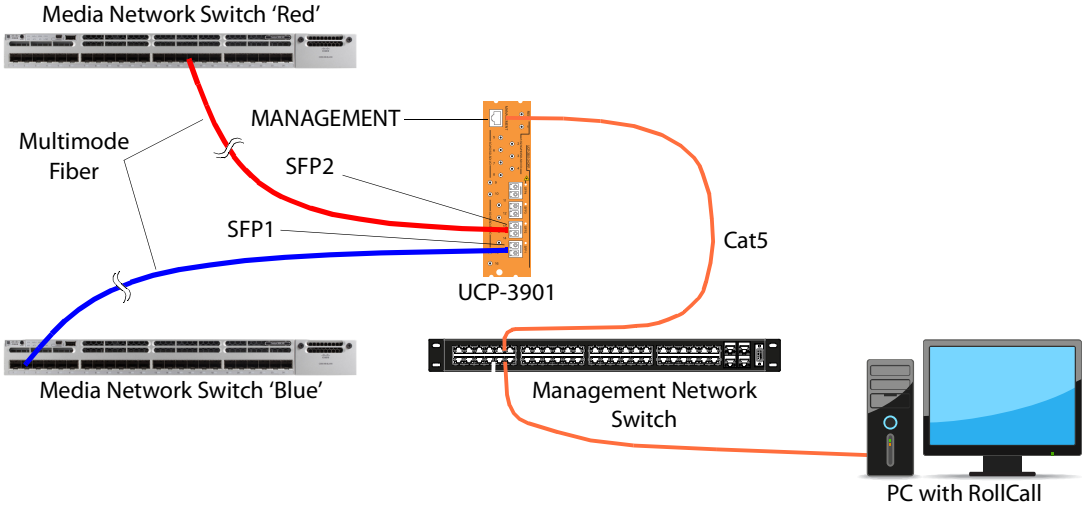 Media Network Switch ‘Red’
MANAGEMENT
Multimode
Fiber
SFP2
SFP1
Cat5
UCP-3901
Media Network Switch ‘Blue’
Management Network
Switch
PC with RollCall